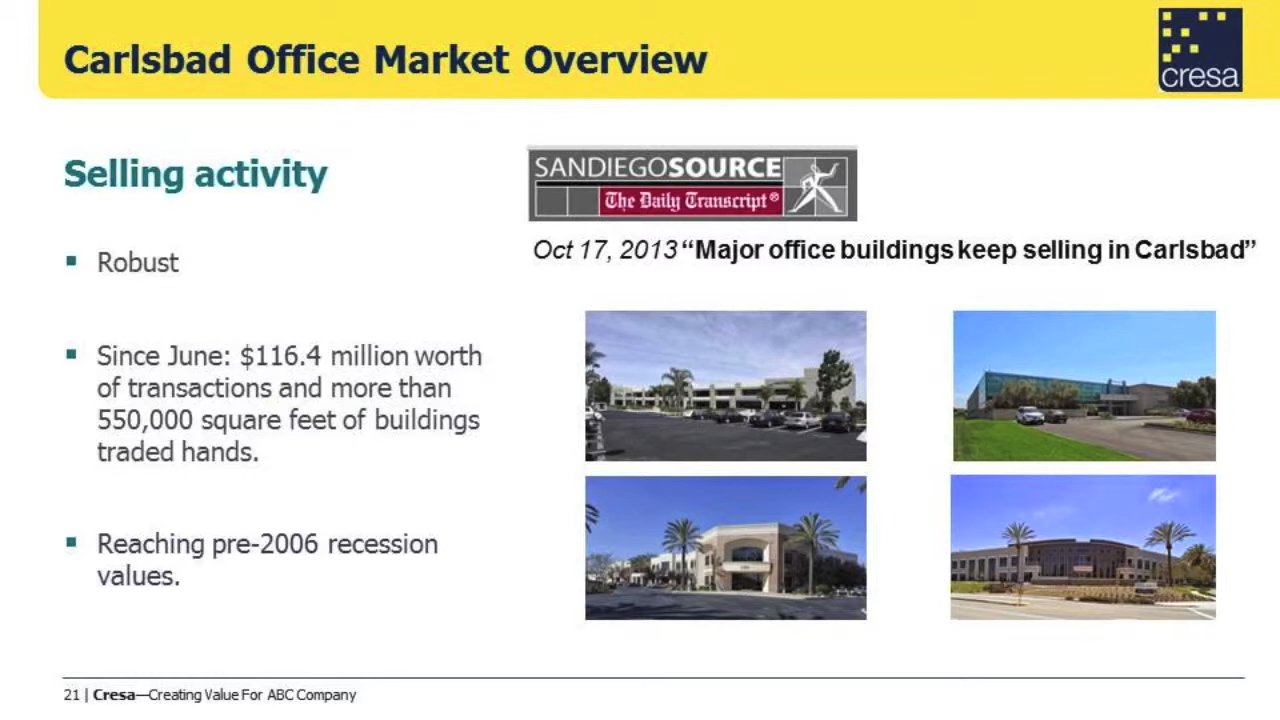 Carlsbad Office Market Overview
cresa
Selling activity
▪ Robust
▪ Since June: $116.4 million worth
of transactions and more than
550,000 square feet of buildings
traded hands.
▪ Reaching pre-2006 recession
values.
SANDIEGOSOURCE
The Daily Transcript®
Oct 17, 2013 “Major office buildings keep selling in Carlsbad”
21 | Cresa—Creating Value For ABC Company